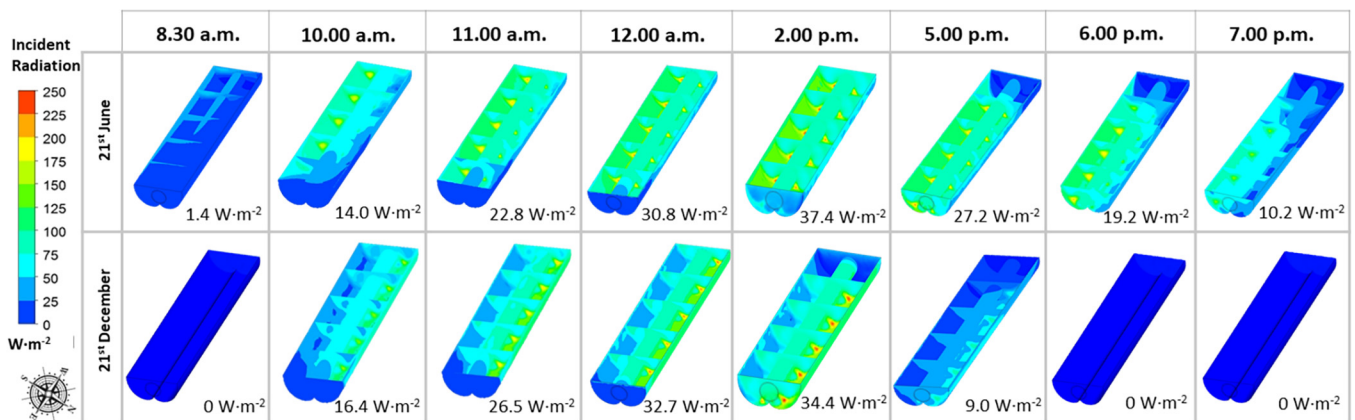 8.30 a.m. 10.00 a.m. 11.00 a.m. 12.00 a.m. 2.00 p.m. 5.00 p.m. 6.00 p.m. 7.00 p.m.
Incident
Radiation
250
225
200
175
150
125
100
75
50
25
0
W·m-2
21st June
1.4 W·m-2 14.0 W·m-2 22.8 W·m-2 30.8 W·m-2 37.4 W·m-2 27.2 W·m-2 19.2 W·m-2 10.2 W·m-2
21st December
0 W·m-2 16.4 W·m-2 26.5 W·m-2 32.7 W·m-2 34.4 W·m-2 9.0 W·m-2 0 W·m-2 0 W·m-2